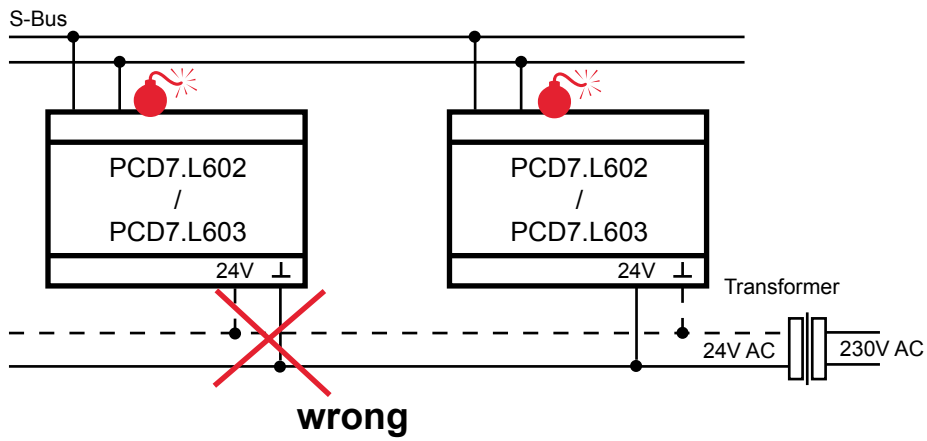 S-Bus
PCD7.L602
/
PCD7.L603
24V ⊥
PCD7.L602
/
PCD7.L603
24V ⊥
Transformer
24V AC
230V AC
wrong